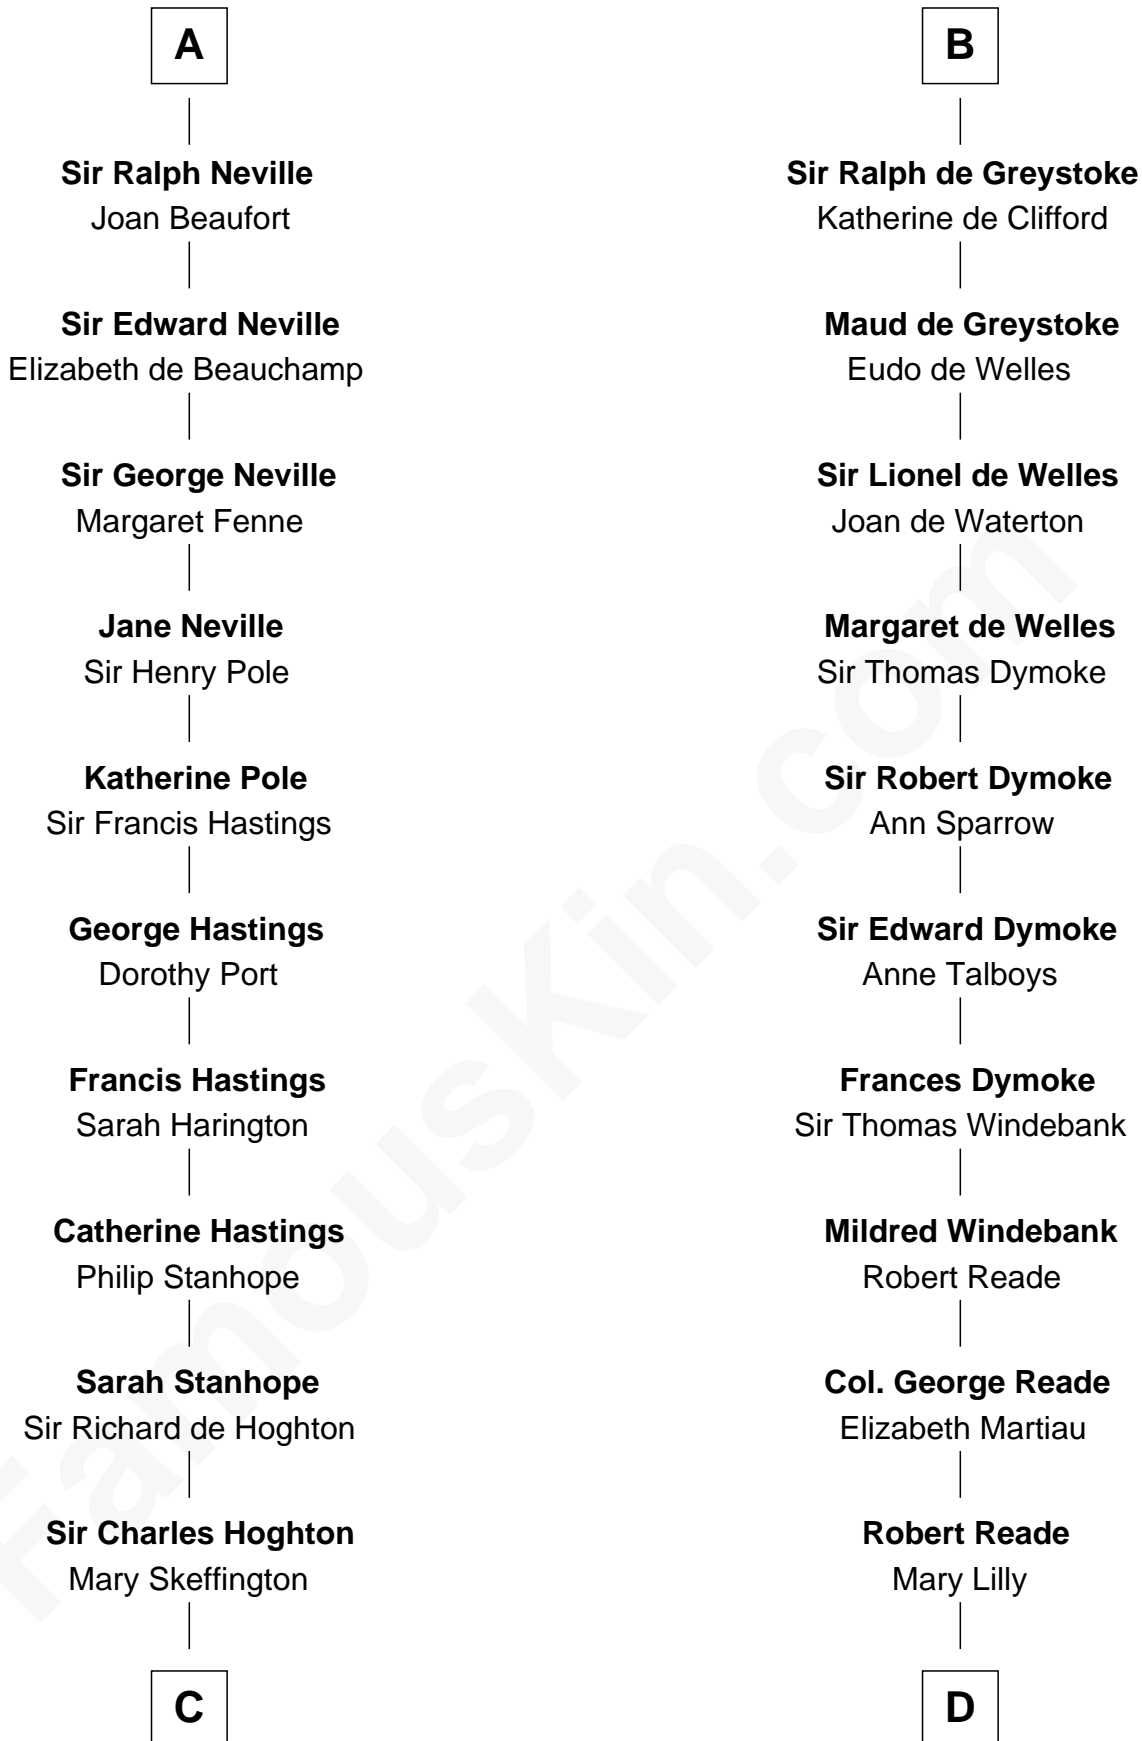 A
B
Sir Ralph Neville
Joan Beaufort
Sir Ralph de Greystoke
Katherine de Clifford
Sir Edward Neville
Elizabeth de Beauchamp
Maud de Greystoke
Eudo de Welles
Sir George Neville
Margaret Fenne
Sir Lionel de Welles
Joan de Waterton
Jane Neville
Sir Henry Pole
Margaret de Welles
Sir Thomas Dymoke
Katherine Pole
Sir Francis Hastings
Sir Robert Dymoke
Ann Sparrow
George Hastings
Dorothy Port
Sir Edward Dymoke
Anne Talboys
Francis Hastings
Sarah Harington
Frances Dymoke
Sir Thomas Windebank
Catherine Hastings
Philip Stanhope
Mildred Windebank
Robert Reade
Sarah Stanhope
Sir Richard de Hoghton
Col. George Reade
Elizabeth Martiau
Sir Charles Hoghton
Mary Skeffington
Robert Reade
Mary Lilly
C
D
FamousKin.com